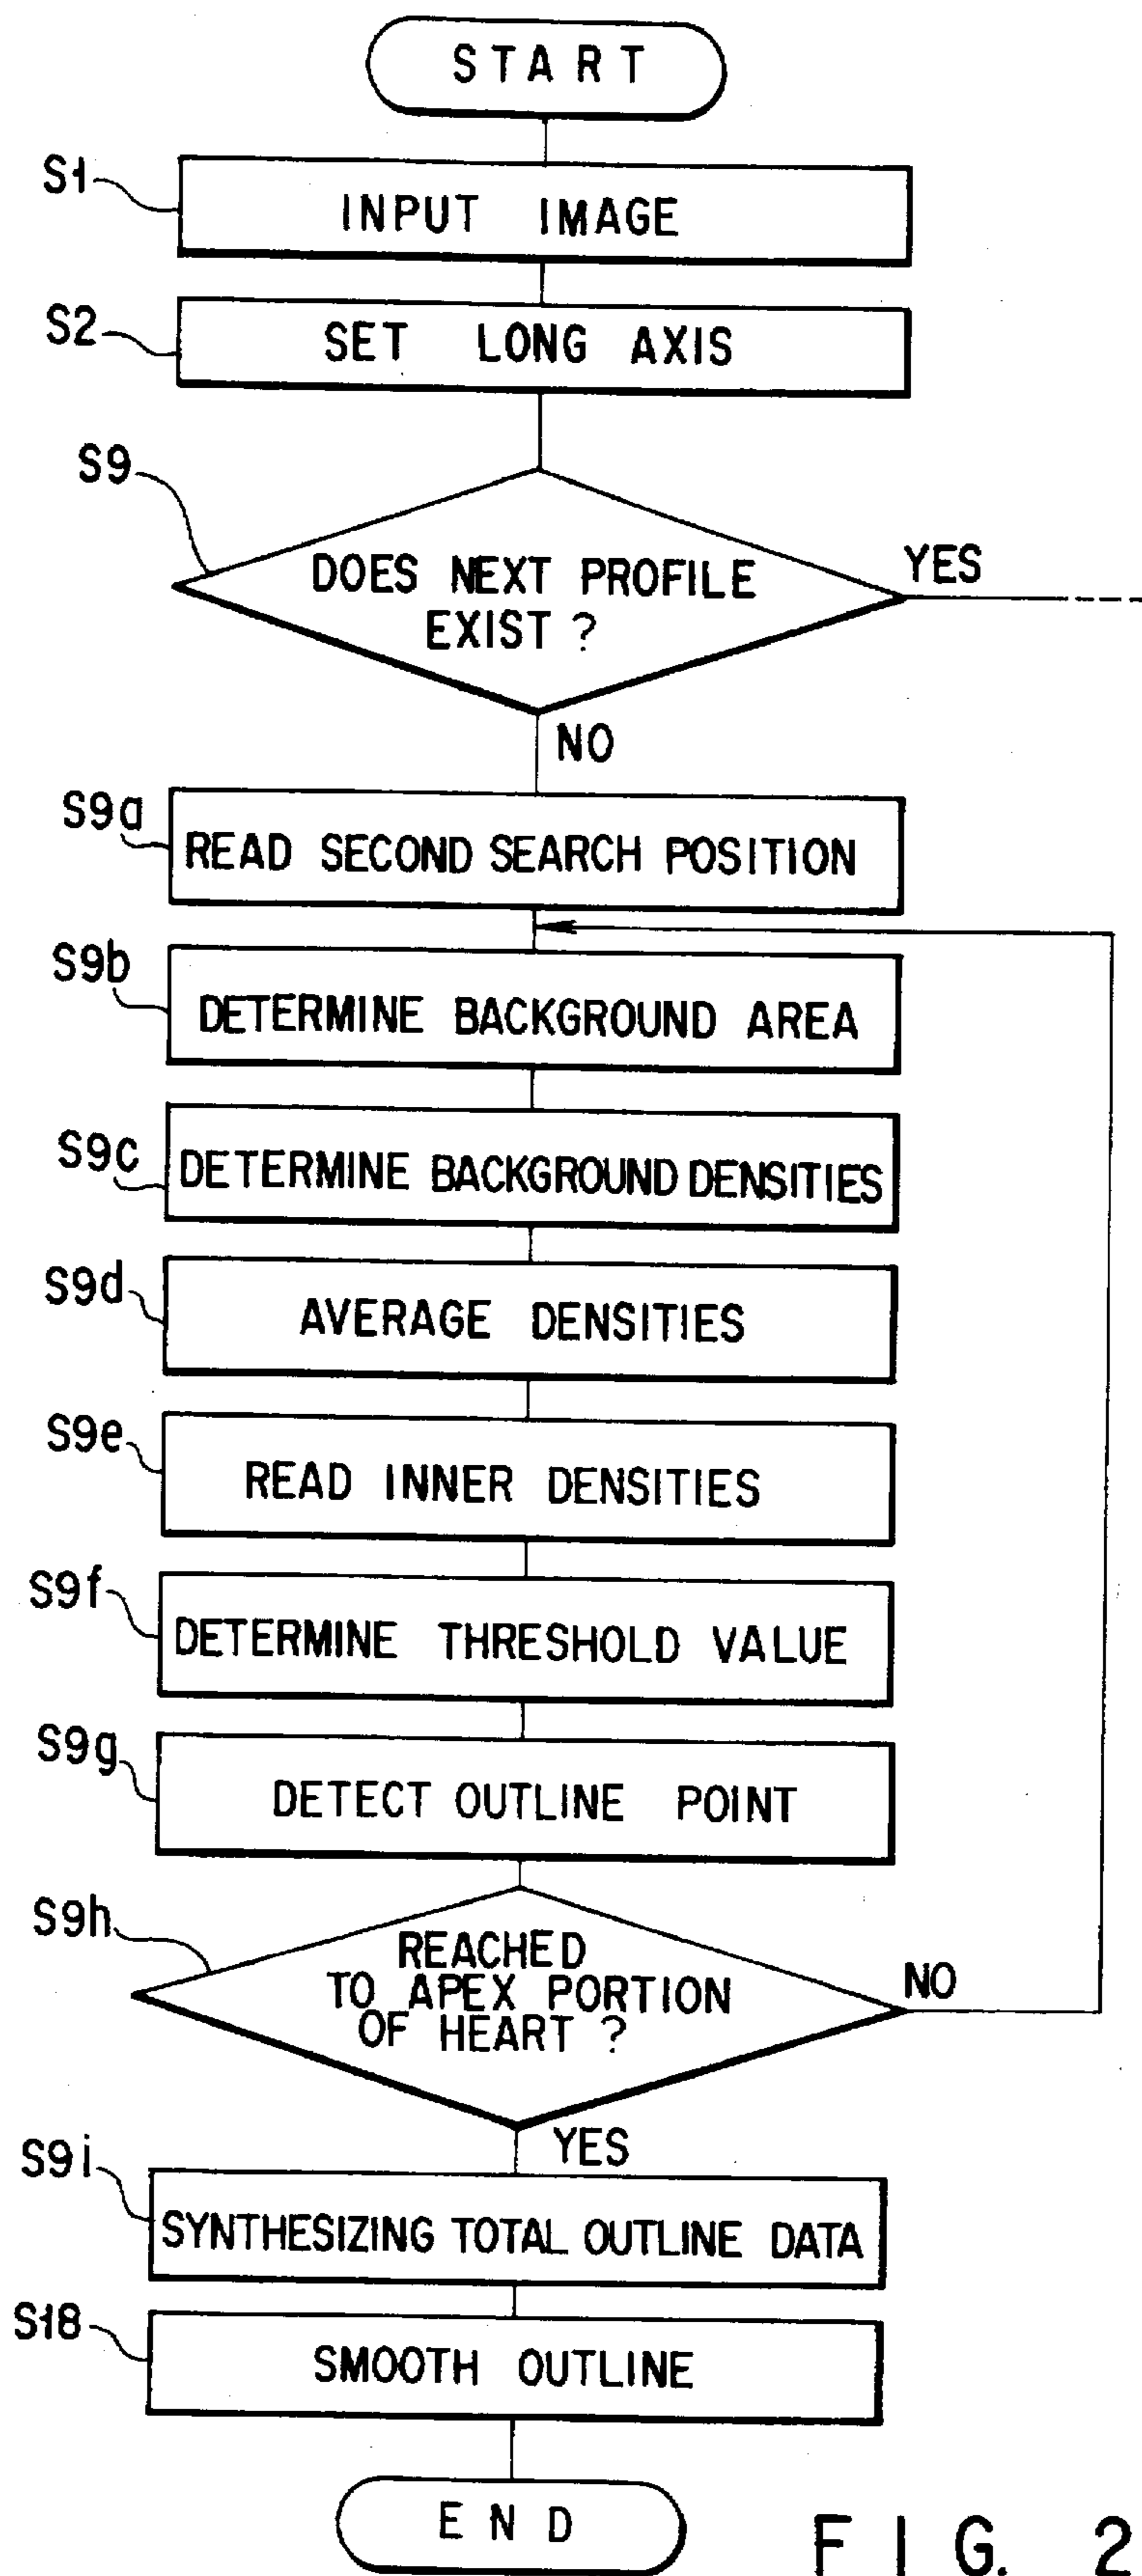 START
S1
INPUT IMAGE
S2
SET LONG AXIS
S9
DOES NEXT PROFILE
EXIST ?
YES
NO
S9a
READ SECOND SEARCH POSITION
S9b
DETERMINE BACKGROUND AREA
S9c
DETERMINE BACKGROUND DENSITIES
S9d
AVERAGE DENSITIES
S9e
READ INNER DENSITIES
S9f
DETERMINE THRESHOLD VALUE
S9g
DETECT OUTLINE POINT
S9h
REACHED
TO APEX PORTION
OF HEART ?
NO
YES
S9i
SYNTHESIZING TOTAL OUTLINE DATA
S18
SMOOTH OUTLINE
END
FIG. 2